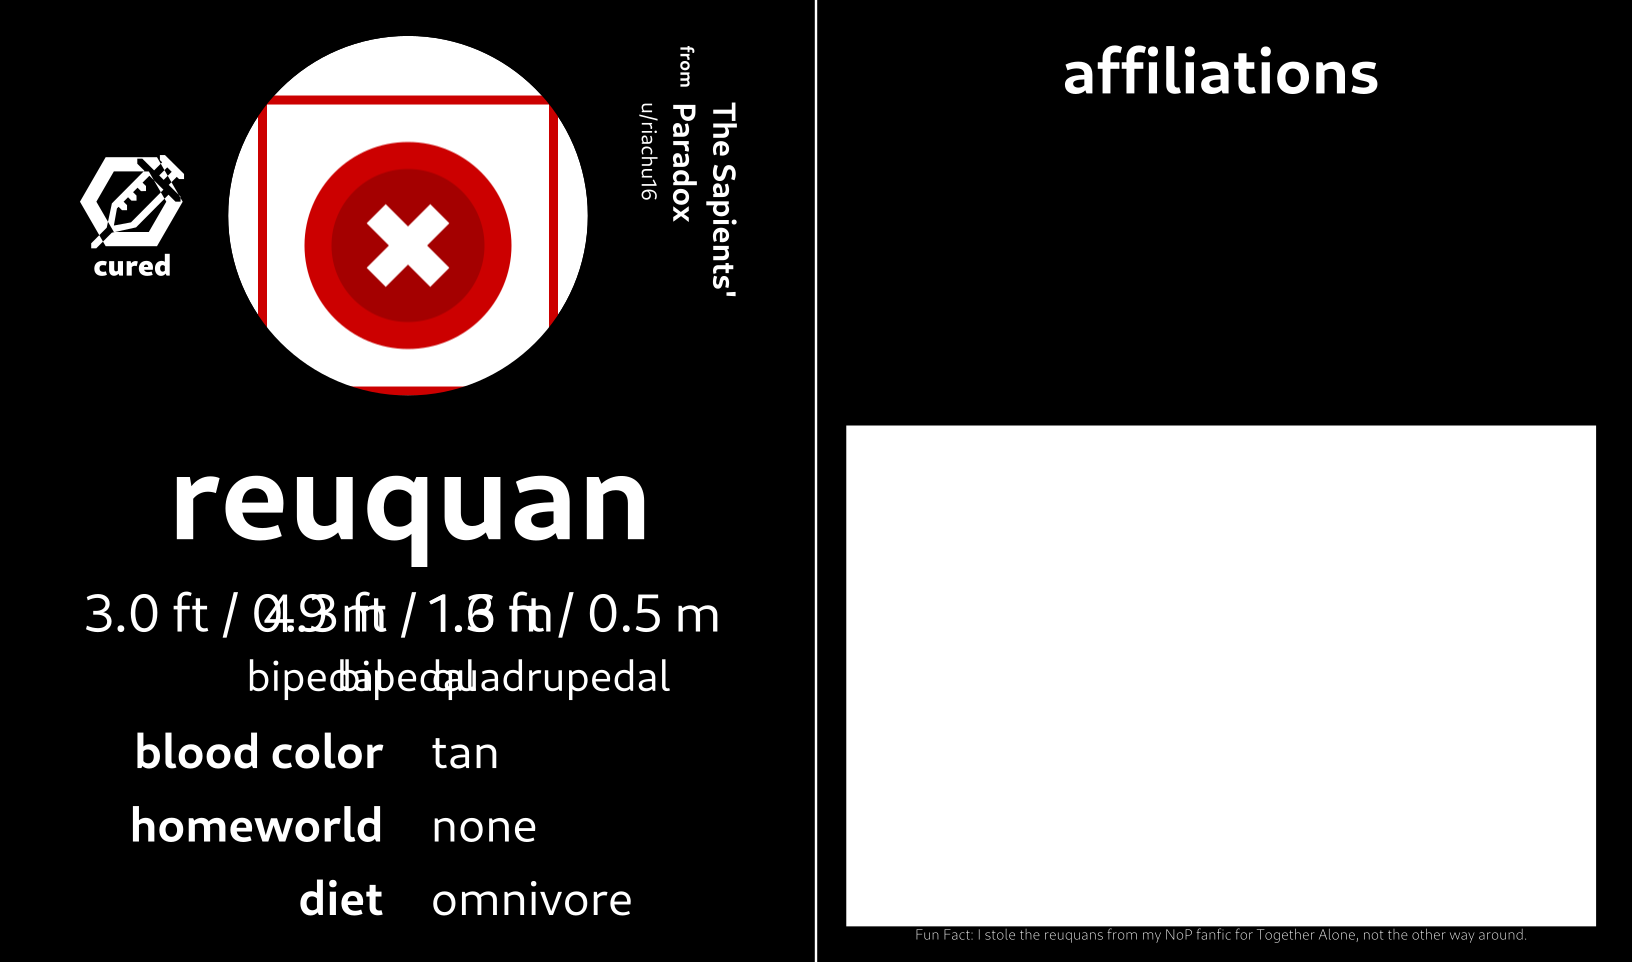 cured
from
The Sapients'
Paradox
u/riachu16
reuquan
3.0 ft / 0.9 m
4.3 ft / 1.3 m
1.6 ft / 0.5 m
bipedal
bipedal
quadrupedal
blood color tan
homeworld none
diet omnivore
affiliations
Fun Fact: I stole the reuquans from my NoP fanfic for Together Alone, not the other way around.